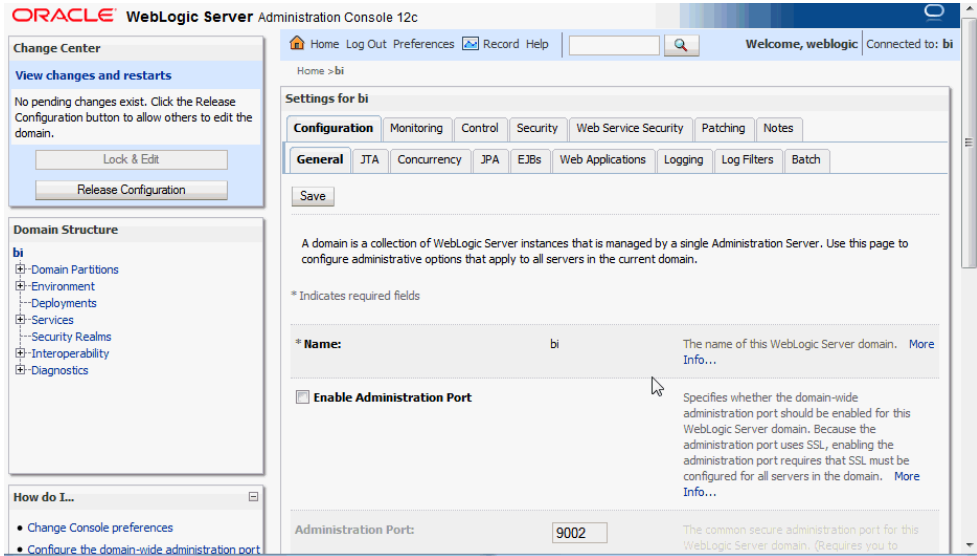 ORACLE WebLogic Server Administration Console 12c
Change Center
View changes and restarts
No pending changes exist. Click the Release
Configuration button to allow others to edit the
domain.
Lock & Edit
Release Configuration
Domain Structure
bi
Domain Partitions
Environment
Deployments
Services
Security Realms
Interoperability
Diagnostics
How do I...
Change Console preferences
Configure the domain-wide administration port
Home Log Out Preferences Record Help
Welcome, weblogic Connected to: bi
Home >bi
Settings for bi
Configuration Monitoring Control Security Web Service Security Patching Notes
General JTA Concurrency JPA EJBs Web Applications Logging Log Filters Batch
Save
A domain is a collection of WebLogic Server instances that is managed by a single Administration Server. Use this page to
configure administrative options that apply to all servers in the current domain.
* Indicates required fields
* Name: bi
The name of this WebLogic Server domain. More
Info...
Enable Administration Port
Specifies whether the domain-wide
administration port should be enabled for this
WebLogic Server domain. Because the
administration port uses SSL, enabling the
administration port requires that SSL must be
configured for all servers in the domain. More
Info...
Administration Port: 9002
The common secure administration port for this
WebLogic Server domain. (Requires you to